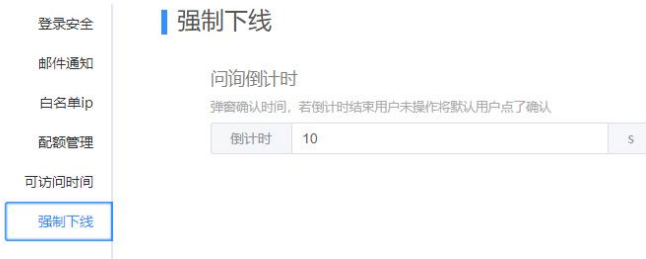 登录安全
邮件通知
白名单ip
配额管理
可访问时间
强制下线
强制下线
问询倒计时
弹窗确认时间，若倒计时结束用户未操作将默认用户点了确认
倒计时 10 s